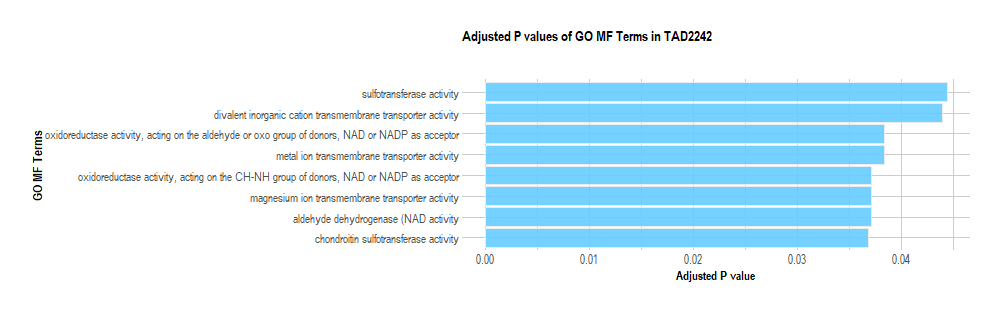 Adjusted P values of GO MF Terms in TAD2242
GO MF Terms
sulfotransferase activity
divalent inorganic cation transmembrane transporter activity
oxidoreductase activity, acting on the aldehyde or oxo group of donors, NAD or NADP as acceptor
metal ion transmembrane transporter activity
oxidoreductase activity, acting on the CH-NH group of donors, NAD or NADP as acceptor
magnesium ion transmembrane transporter activity
aldehyde dehydrogenase (NAD activity
chondroitin sulfotransferase activity
0.00 0.01 0.02 0.03 0.04
Adjusted P value